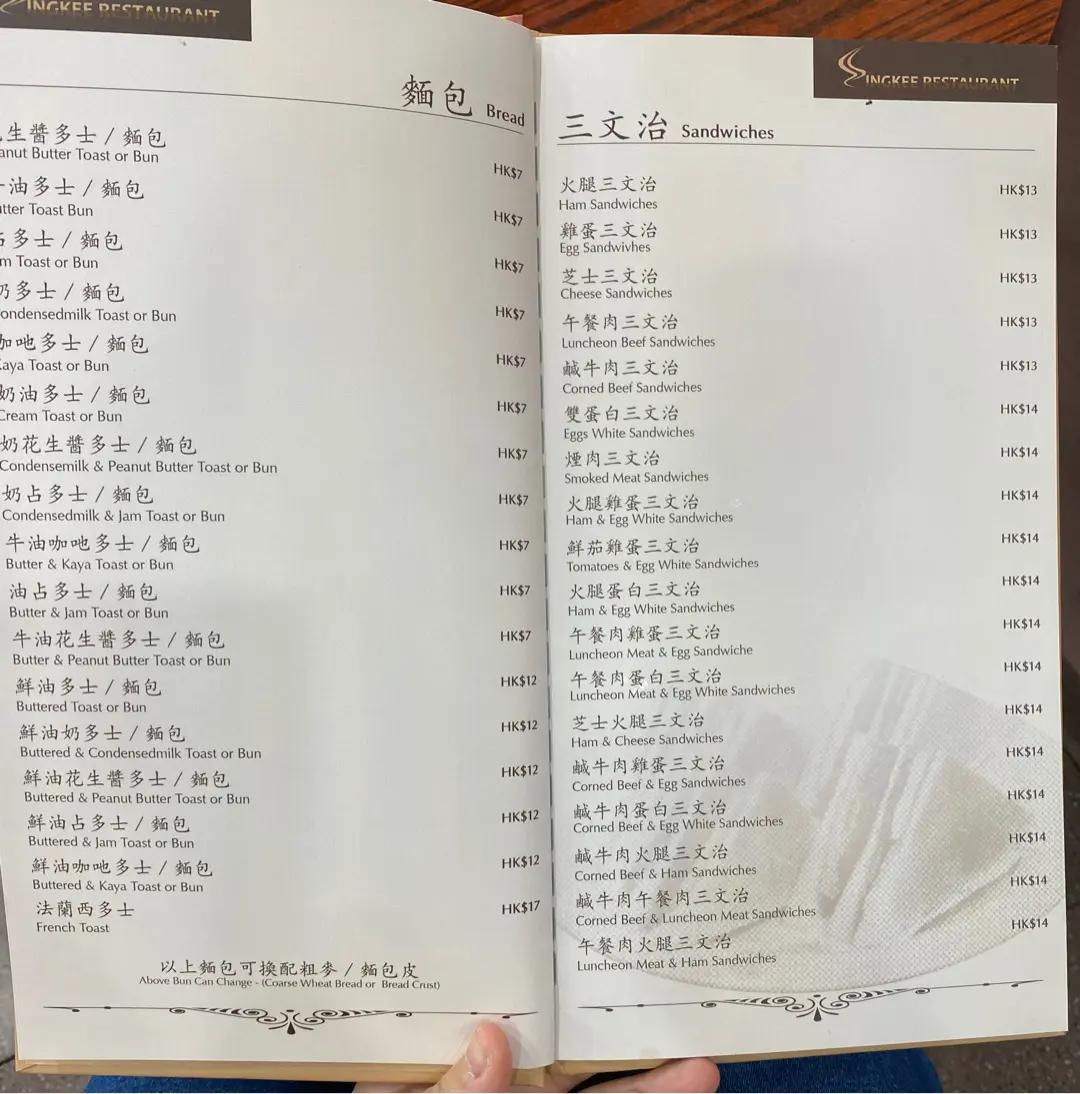 INGKEE RESTAURANT
麵包 Bread
生醬多士 / 麵包
anut Butter Toast or Bun
HK$7
油多士 / 麵包
tter Toast Bun
HK$7
多士 / 麵包
m Toast or Bun
HK$7
奶多士 / 麵包
ondensedmilk Toast or Bun
HK$7
咖吔多士 / 麵包
Kaya Toast or Bun
HK$7
奶油多士 / 麵包
Cream Toast or Bun
HK$7
奶花生醬多士 / 麵包
Condensemilk & Peanut Butter Toast or Bun
HK$7
奶占多士 / 麵包
Condensedmilk & Jam Toast or Bun
HK$7
牛油咖吔多士 / 麵包
Butter & Kaya Toast or Bun
HK$7
油占多士 / 麵包
Butter & Jam Toast or Bun
HK$7
牛油花生醬多士 / 麵包
Butter & Peanut Butter Toast or Bun
HK$7
鮮油多士 / 麵包
Buttered Toast or Bun
HK$12
鮮油奶多士 / 麵包
Buttered & Condensedmilk Toast or Bun
HK$12
鮮油花生醬多士 / 麵包
Buttered & Peanut Butter Toast or Bun
HK$12
鮮油占多士 / 麵包
Buttered & Jam Toast or Bun
HK$12
鮮油咖吔多士 / 麵包
Buttered & Kaya Toast or Bun
HK$12
法蘭西多士
French Toast
HK$17
以上麵包可換配粗麥 / 麵包皮
Above Bun Can Change - (Coarse Wheat Bread or Bread Crust)
SINGKEE RESTAURANT
三文治 Sandwiches
火腿三文治
Ham Sandwiches
HK$13
雞蛋三文治
Egg Sandwivhes
HK$13
芝士三文治
Cheese Sandwiches
HK$13
午餐肉三文治
Luncheon Beef Sandwiches
HK$13
鹹牛肉三文治
Corned Beef Sandwiches
HK$13
雙蛋白三文治
Eggs White Sandwiches
HK$14
煙肉三文治
Smoked Meat Sandwiches
HK$14
火腿雞蛋三文治
Ham & Egg White Sandwiches
HK$14
鮮茄雞蛋三文治
Tomatoes & Egg White Sandwiches
HK$14
火腿蛋白三文治
Ham & Egg White Sandwiches
HK$14
午餐肉雞蛋三文治
Luncheon Meat & Egg Sandwiche
HK$14
午餐肉蛋白三文治
Luncheon Meat & Egg White Sandwiches
HK$14
芝士火腿三文治
Ham & Cheese Sandwiches
HK$14
鹹牛肉雞蛋三文治
Corned Beef & Egg Sandwiches
HK$14
鹹牛肉蛋白三文治
Corned Beef & Egg White Sandwiches
HK$14
鹹牛肉火腿三文治
Corned Beef & Ham Sandwiches
HK$14
鹹牛肉午餐肉三文治
Corned Beef & Luncheon Meat Sandwiches
HK$14
午餐肉火腿三文治
Luncheon Meat & Ham Sandwiches
HK$14